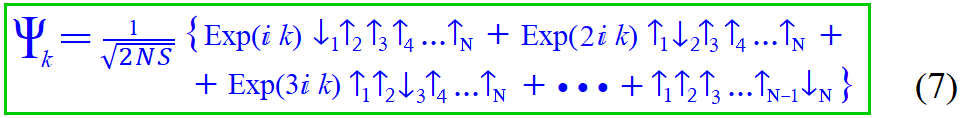 Ψ_k = 1/√(2NS) {Exp(i k) ↓₁↑₂↑₃↑₄ ...↑_N + Exp(2i k) ↑₁↓₂↑₃↑₄ ...↑_N +
+ Exp(3i k) ↑₁↑₂↓₃↑₄ ...↑_N + • • • + ↑₁↑₂↑₃ ...↑_N−1↓_N} (7)